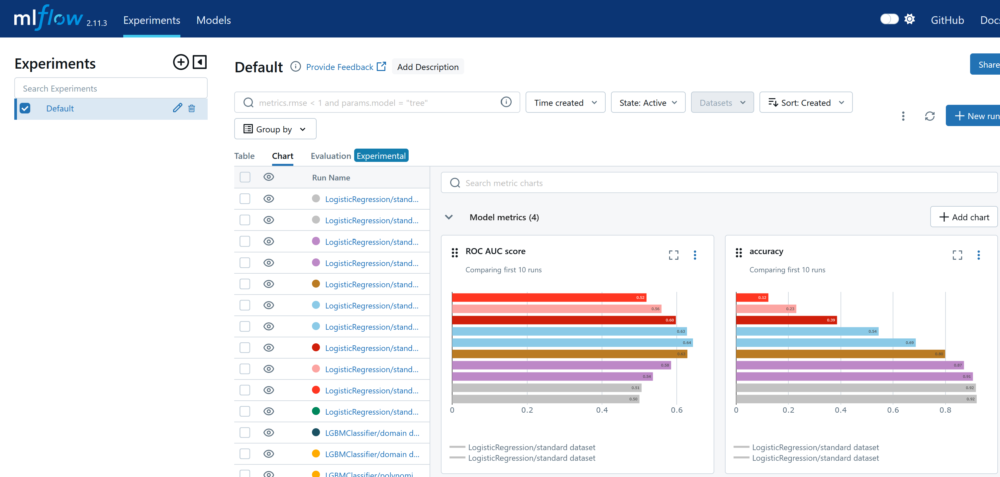 mlflow 2.11.3 Experiments Models GitHub Docs
Experiments
Search Experiments
Default
Default Provide Feedback Add Description Share
metrics.rmse < 1 and params.model = "tree" Time created State: Active Datasets Sort: Created
New run
Group by
Table Chart Evaluation Experimental
Run Name
LogisticRegression/stand...
LogisticRegression/stand...
LogisticRegression/stand...
LogisticRegression/stand...
LogisticRegression/stand...
LogisticRegression/stand...
LogisticRegression/stand...
LogisticRegression/stand...
LogisticRegression/stand...
LogisticRegression/stand...
LogisticRegression/stand...
LGBMClassifier/domain d...
LGBMClassifier/domain d...
LGBMClassifier/polynomi
Search metric charts
Model metrics (4)
Add chart
ROC AUC score
Comparing first 10 runs
0.52
0.56
0.60
0.63
0.64
0.63
0.58
0.54
0.51
0.50
0 0.2 0.4 0.6
LogisticRegression/standard dataset
LogisticRegression/standard dataset
accuracy
Comparing first 10 runs
0.12
0.23
0.39
0.54
0.69
0.80
0.87
0.91
0.92
0.92
0 0.2 0.4 0.6 0.8
LogisticRegression/standard dataset
LogisticRegression/standard dataset